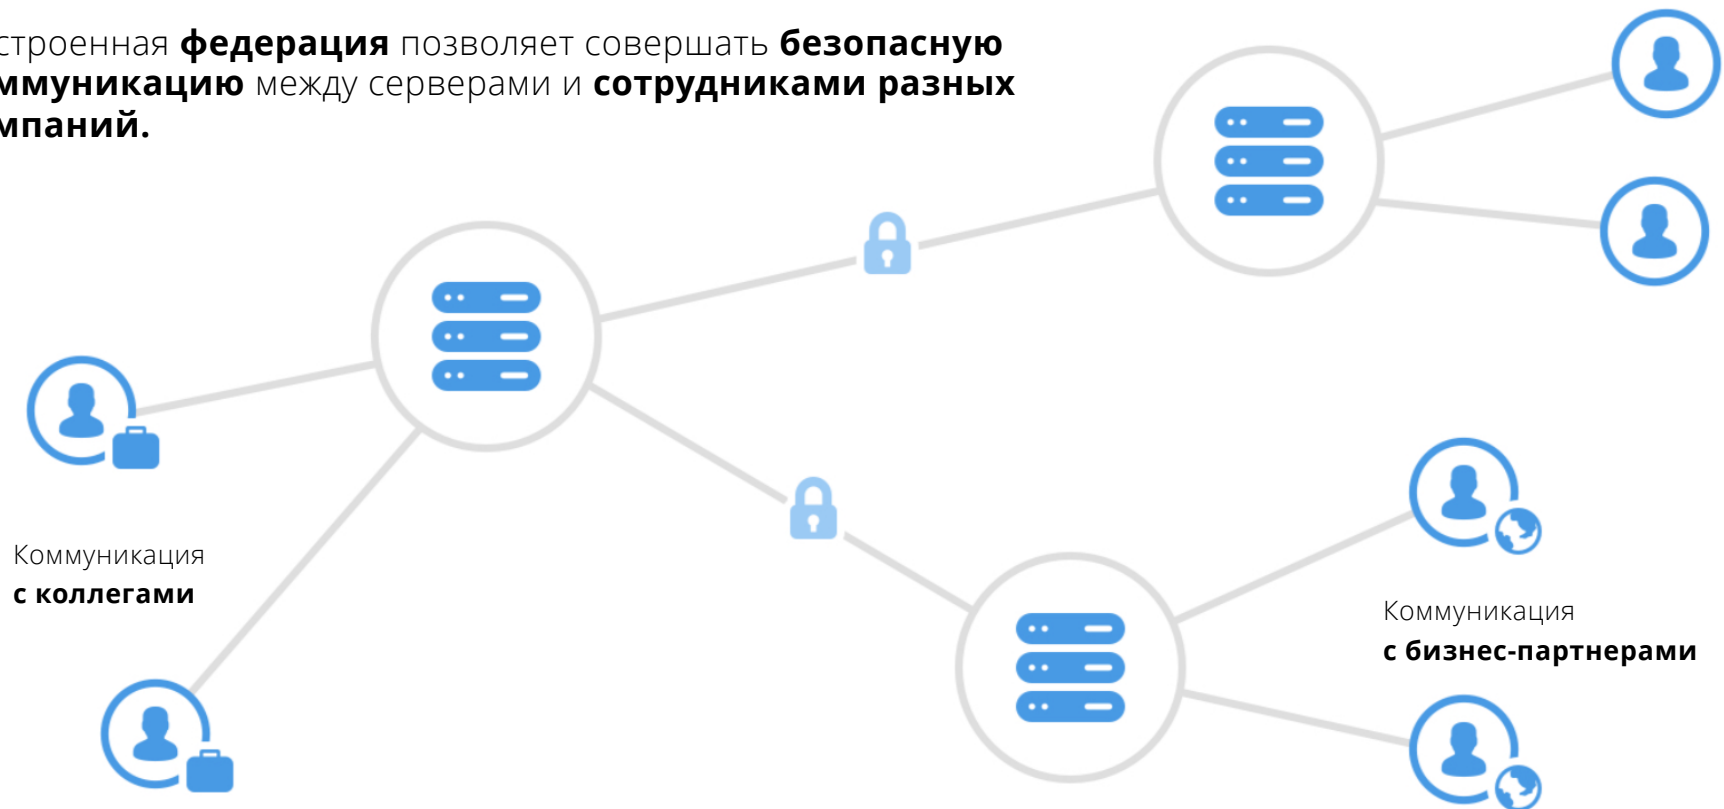 строенная федерация позволяет совершать безопасную
ммуникацию между серверами и сотрудниками разных
мпаний.
Коммуникация
с коллегами
Коммуникация
с бизнес-партнерами